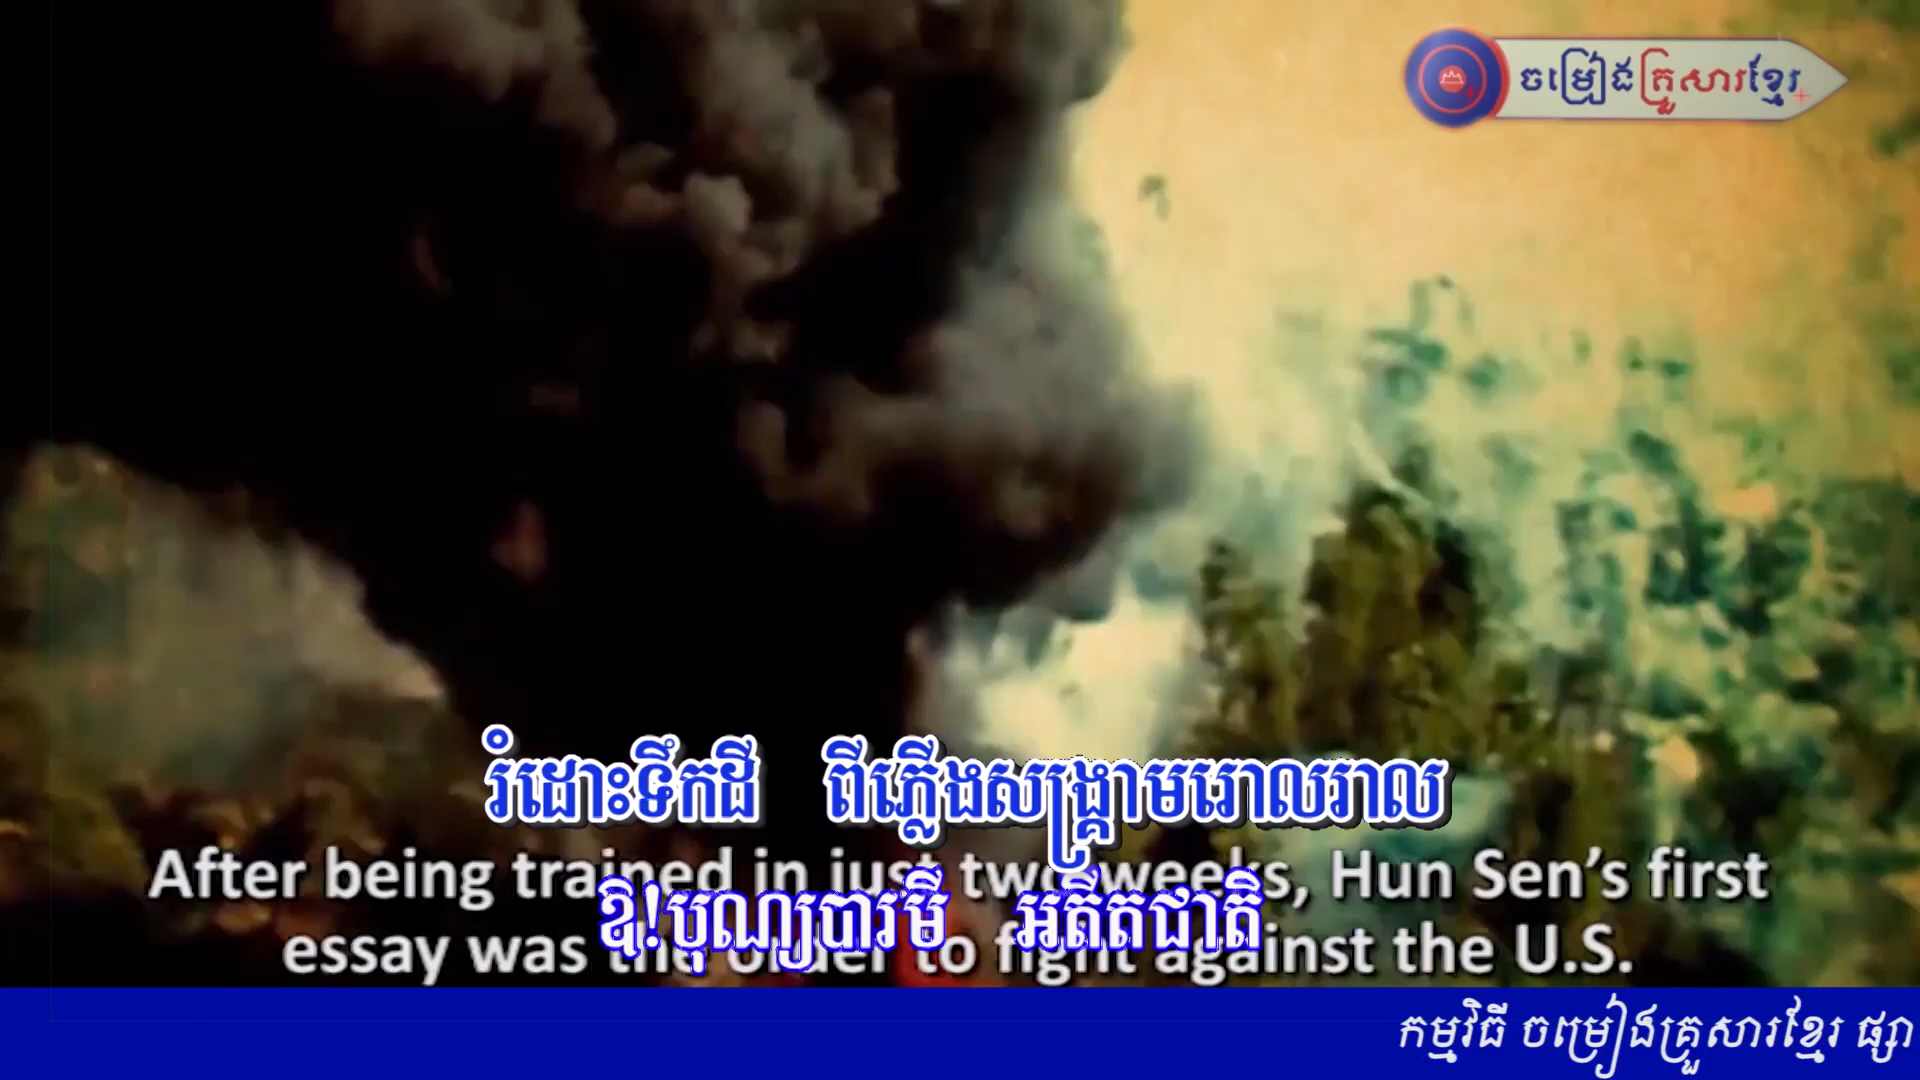 ចម្រៀងគ្រួសារខ្មែរ
រំដោះទឹកដី ពីភ្លើងសង្គ្រាមរោលរាល
After being trained in just two weeks, Hun Sen’s first
ឱ!បុណ្យបារមី អតីតជាតិ
essay was the order to fight against the U.S.
កម្មវិធី ចម្រៀងគ្រួសារខ្មែរ ផ្សា